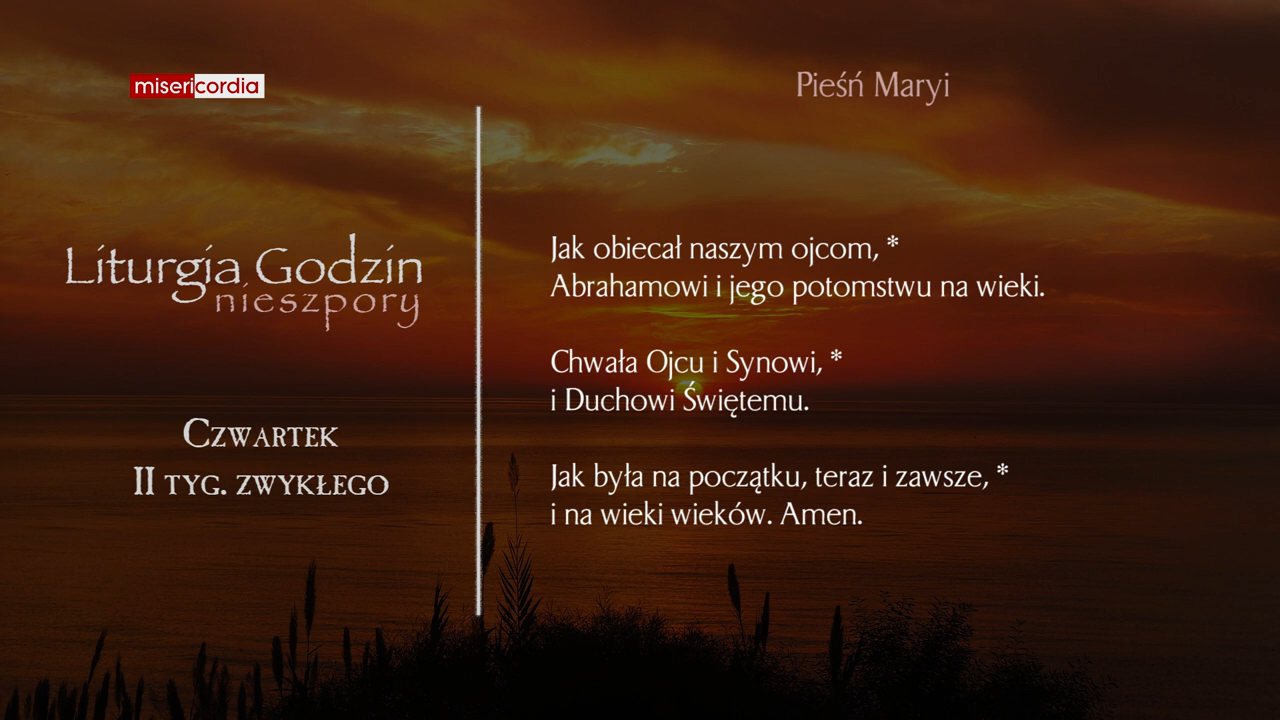 misericordia
Pieśń Maryi
Liturgia Godzin
nieszpory
Czwartek
II tyg. zwykłego
Jak obiecał naszym ojcom, *
Abrahamowi i jego potomstwu na wieki.
Chwała Ojcu i Synowi, *
i Duchowi Świętemu.
Jak była na początku, teraz i zawsze, *
i na wieki wieków. Amen.